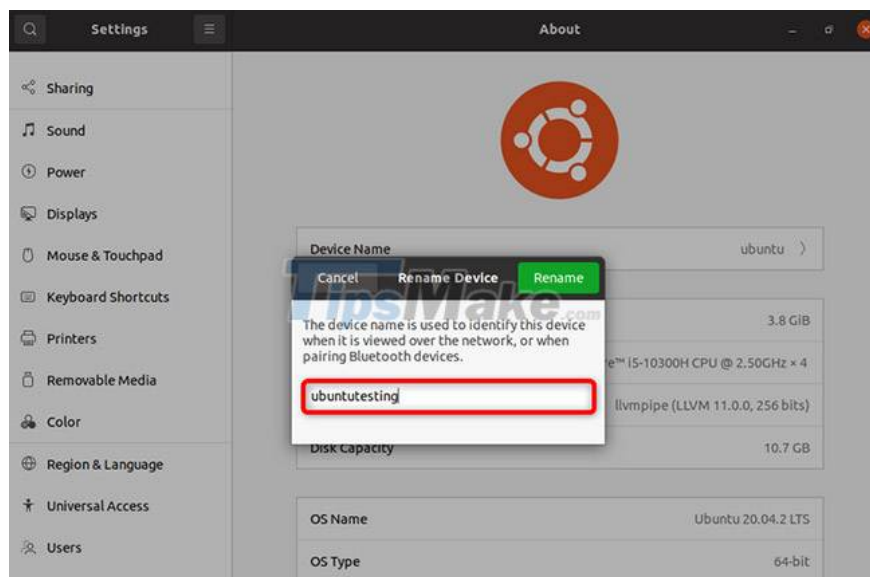 Settings
About
Sharing
Sound
Power
Displays
Mouse & Touchpad
Keyboard Shortcuts
Printers
Removable Media
Color
Region & Language
Universal Access
Users
Device Name ubuntu
Cancel Rename Device Rename
TipsMake.com
The device name is used to identify this device
when it is viewed over the network, or when
pairing Bluetooth devices.
ubuntutesting
3.8 GiB
i5-10300H CPU @ 2.50GHz × 4
llvmpipe (LLVM 11.0.0, 256 bits)
Disk Capacity 10.7 GB
OS Name Ubuntu 20.04.2 LTS
OS Type 64-bit